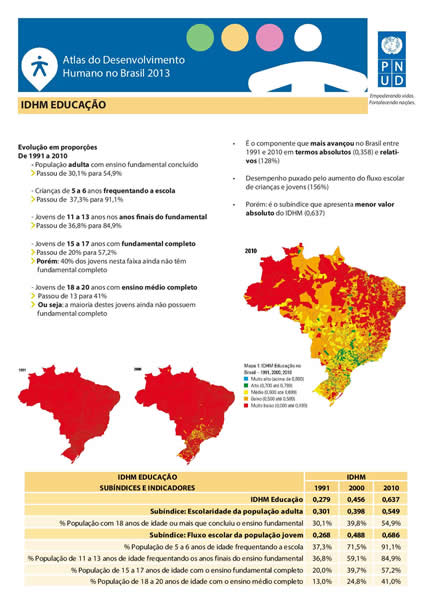 Atlas do Desenvolvimento
Humano no Brasil 2013
P N
U D
Empoderando vidas.
Fortalecendo nações.
IDHM EDUCAÇÃO
Evolução em proporções
De 1991 a 2010
- População adulta com ensino fundamental concluído
Passou de 30,1% para 54,9%
- Crianças de 5 a 6 anos frequentando a escola
Passou de 37,3% para 91,1%
- Jovens de 11 a 13 anos nos anos finais do fundamental
Passou de 36,8% para 84,9%
- Jovens de 15 a 17 anos com fundamental completo
Passou de 20% para 57,2%
Porém: 40% dos jovens nesta faixa ainda não têm
fundamental completo
- Jovens de 18 a 20 anos com ensino médio completo
Passou de 13 para 41%
Ou seja: a maioria destes jovens ainda não possuem
fundamental completo
• É o componente que mais avançou no Brasil entre
1991 e 2010 em termos absolutos (0,358) e relati-
vos (128%)
• Desempenho puxado pelo aumento do fluxo escolar
de crianças e jovens (156%)
• Porém: é o subíndice que apresenta menor valor
absoluto do IDHM (0,637)
2010
Mapa 1: IDHM Educação no
Brasil - 1991, 2000, 2010
Muito alto (acima de 0,800)
Alto (0,700 até 0,799)
Médio (0,600 até 0,699)
Baixo (0,500 até 0,599)
Muito baixo (0,000 até 0,499)
1991
2000
IDHM EDUCAÇÃO IDHM
SUBÍNDICES E INDICADORES 1991 2000 2010
IDHM Educação 0,279 0,456 0,637
Subíndice: Escolaridade da população adulta 0,301 0,398 0,549
% População com 18 anos de idade ou mais que concluiu o ensino fundamental 30,1% 39,8% 54,9%
Subíndice: Fluxo escolar da população jovem 0,268 0,488 0,686
% População de 5 a 6 anos de idade frequentando a escola 37,3% 71,5% 91,1%
% População de 11 a 13 anos de idade frequentando os anos finais do ensino fundamental 36,8% 59,1% 84,9%
% População de 15 a 17 anos de idade com o ensino fundamental completo 20,0% 39,7% 57,2%
% População de 18 a 20 anos de idade com o ensino médio completo 13,0% 24,8% 41,0%